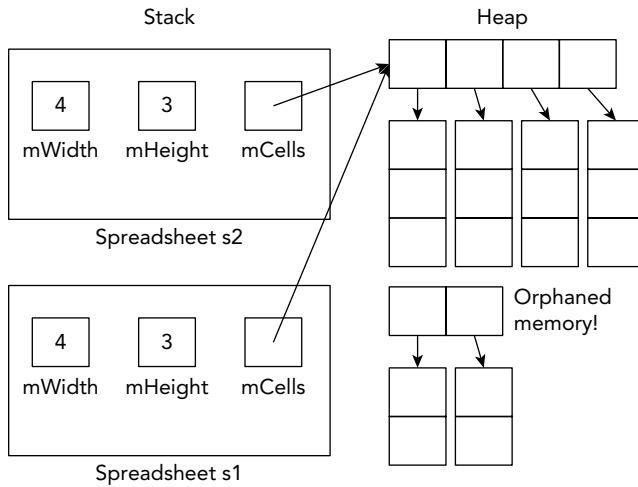 Stack
Heap
4
3
mWidth
mHeight
mCells
Spreadsheet s2
Orphaned
memory!
4
3
mWidth
mHeight
mCells
Spreadsheet s1